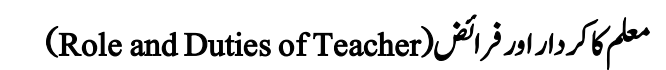 معلم کا کردار اور فرائض(Role and Duties of Teacher)